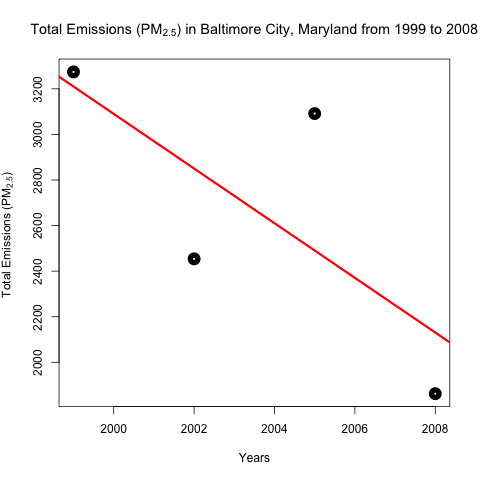 Total Emissions (PM₂.₅) in Baltimore City, Maryland from 1999 to 2008
Total Emissions (PM₂.₅)
3200
3000
2800
2600
2400
2200
2000
2000 2002 2004 2006 2008
Years